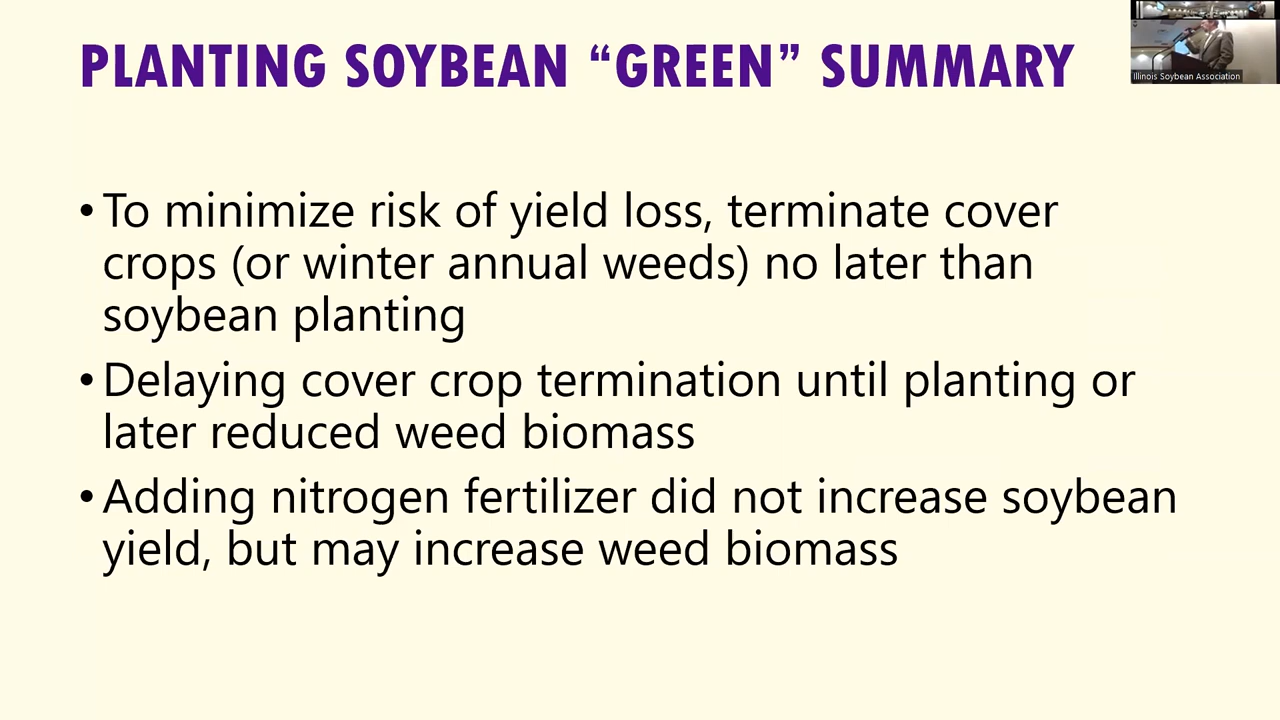 PLANTING SOYBEAN “GREEN” SUMMARY
Illinois Soybean Association
• To minimize risk of yield loss, terminate cover
crops (or winter annual weeds) no later than
soybean planting
• Delaying cover crop termination until planting or
later reduced weed biomass
• Adding nitrogen fertilizer did not increase soybean
yield, but may increase weed biomass